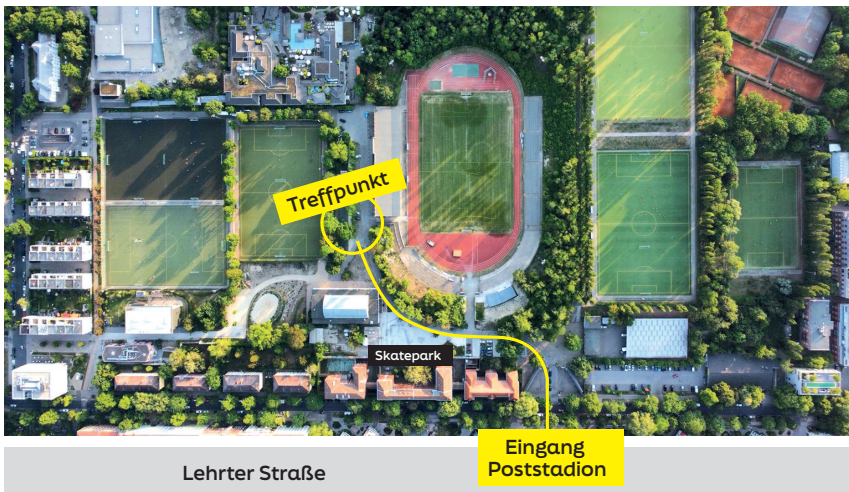 Treffpunkt
Skatepark
Eingang
Poststadion
Lehrter Straße